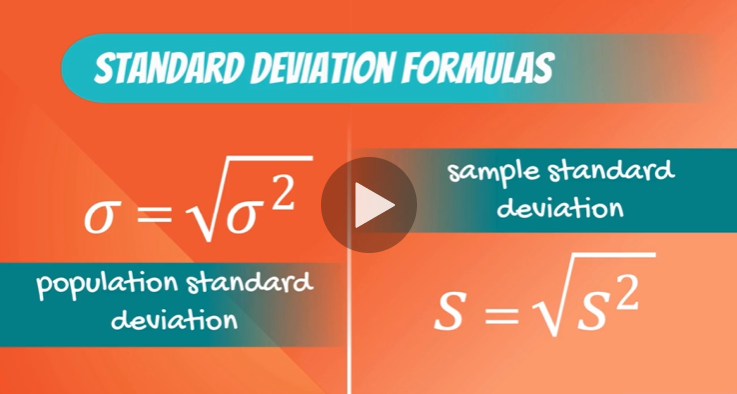 STANDARD DEVIATION FORMULAS
σ = √σ²
population standard
deviation
sample standard
deviation
s = √s²